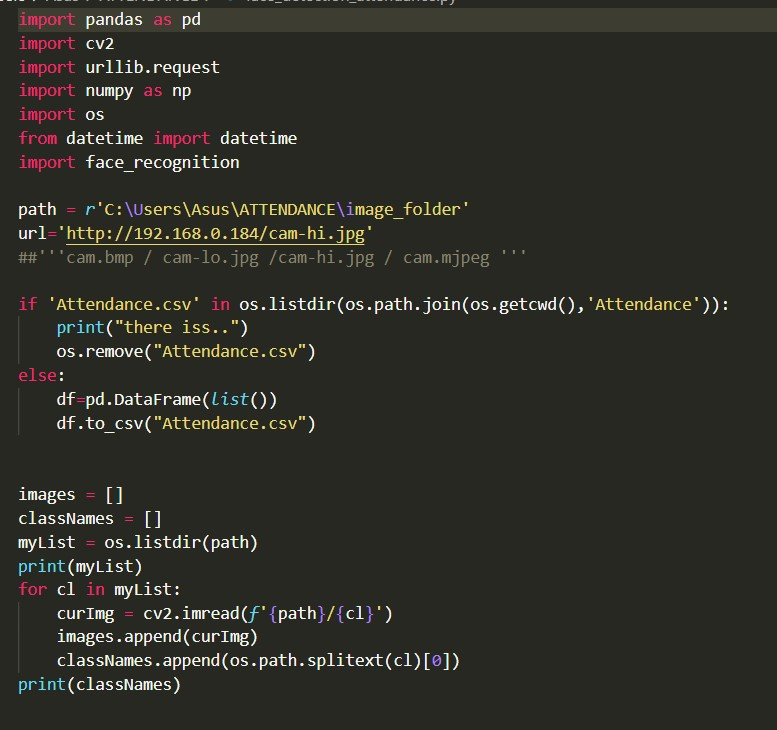 import pandas as pd
import cv2
import urllib.request
import numpy as np
import os
from datetime import datetime
import face_recognition
path = r'C:\Users\Asus\ATTENDANCE\image_folder'
url='http://192.168.0.184/cam-hi.jpg'
##'''cam.bmp / cam-lo.jpg /cam-hi.jpg / cam.mjpeg '''
if 'Attendance.csv' in os.listdir(os.path.join(os.getcwd(),'Attendance')):
    print("there iss..")
    os.remove("Attendance.csv")
else:
    df=pd.DataFrame(list())
    df.to_csv("Attendance.csv")
images = []
classNames = []
myList = os.listdir(path)
print(myList)
for cl in myList:
    curImg = cv2.imread(f'{path}/{cl}')
    images.append(curImg)
    classNames.append(os.path.splitext(cl)[0])
print(classNames)